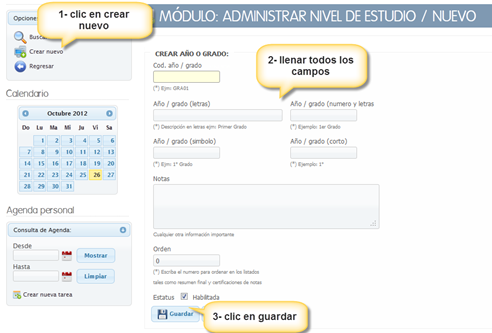 Opciones
1- clic en crear nuevo
Buscar
Crear nuevo
Regresar
Calendario
Octubre 2012
Do Lu Ma Mi Ju Vi Sa
1 2 3 4 5 6
7 8 9 10 11 12 13
14 15 16 17 18 19 20
21 22 23 24 25 26 27
28 29 30 31
Agenda personal
Consulta de Agenda:
Desde
Mostrar
Hasta
Limpiar
Crear nueva tarea
MÓDULO: ADMINISTRAR NIVEL DE ESTUDIO / NUEVO
CREAR AÑO O GRADO:
2- llenar todos los campos
Cod. año / grado
(*) Ejm: GRA01
Año / grado (letras)
Año / grado (numero y letras
(*) Descripción en letras ejm: Primer Grado
(*) Ejemplo: 1er Grado
Año / grado (simbolo)
Año / grado (corto)
(*) Ejm: 1° Grado
(*) Ejemplo: 1°
Notas
Cualquier otra información importante
Orden
0
(*) Escriba el numero para ordenar en los listados
tales como resumen final y certificaciones de notas
Estatus
Habilitada
Guardar
3- clic en guardar